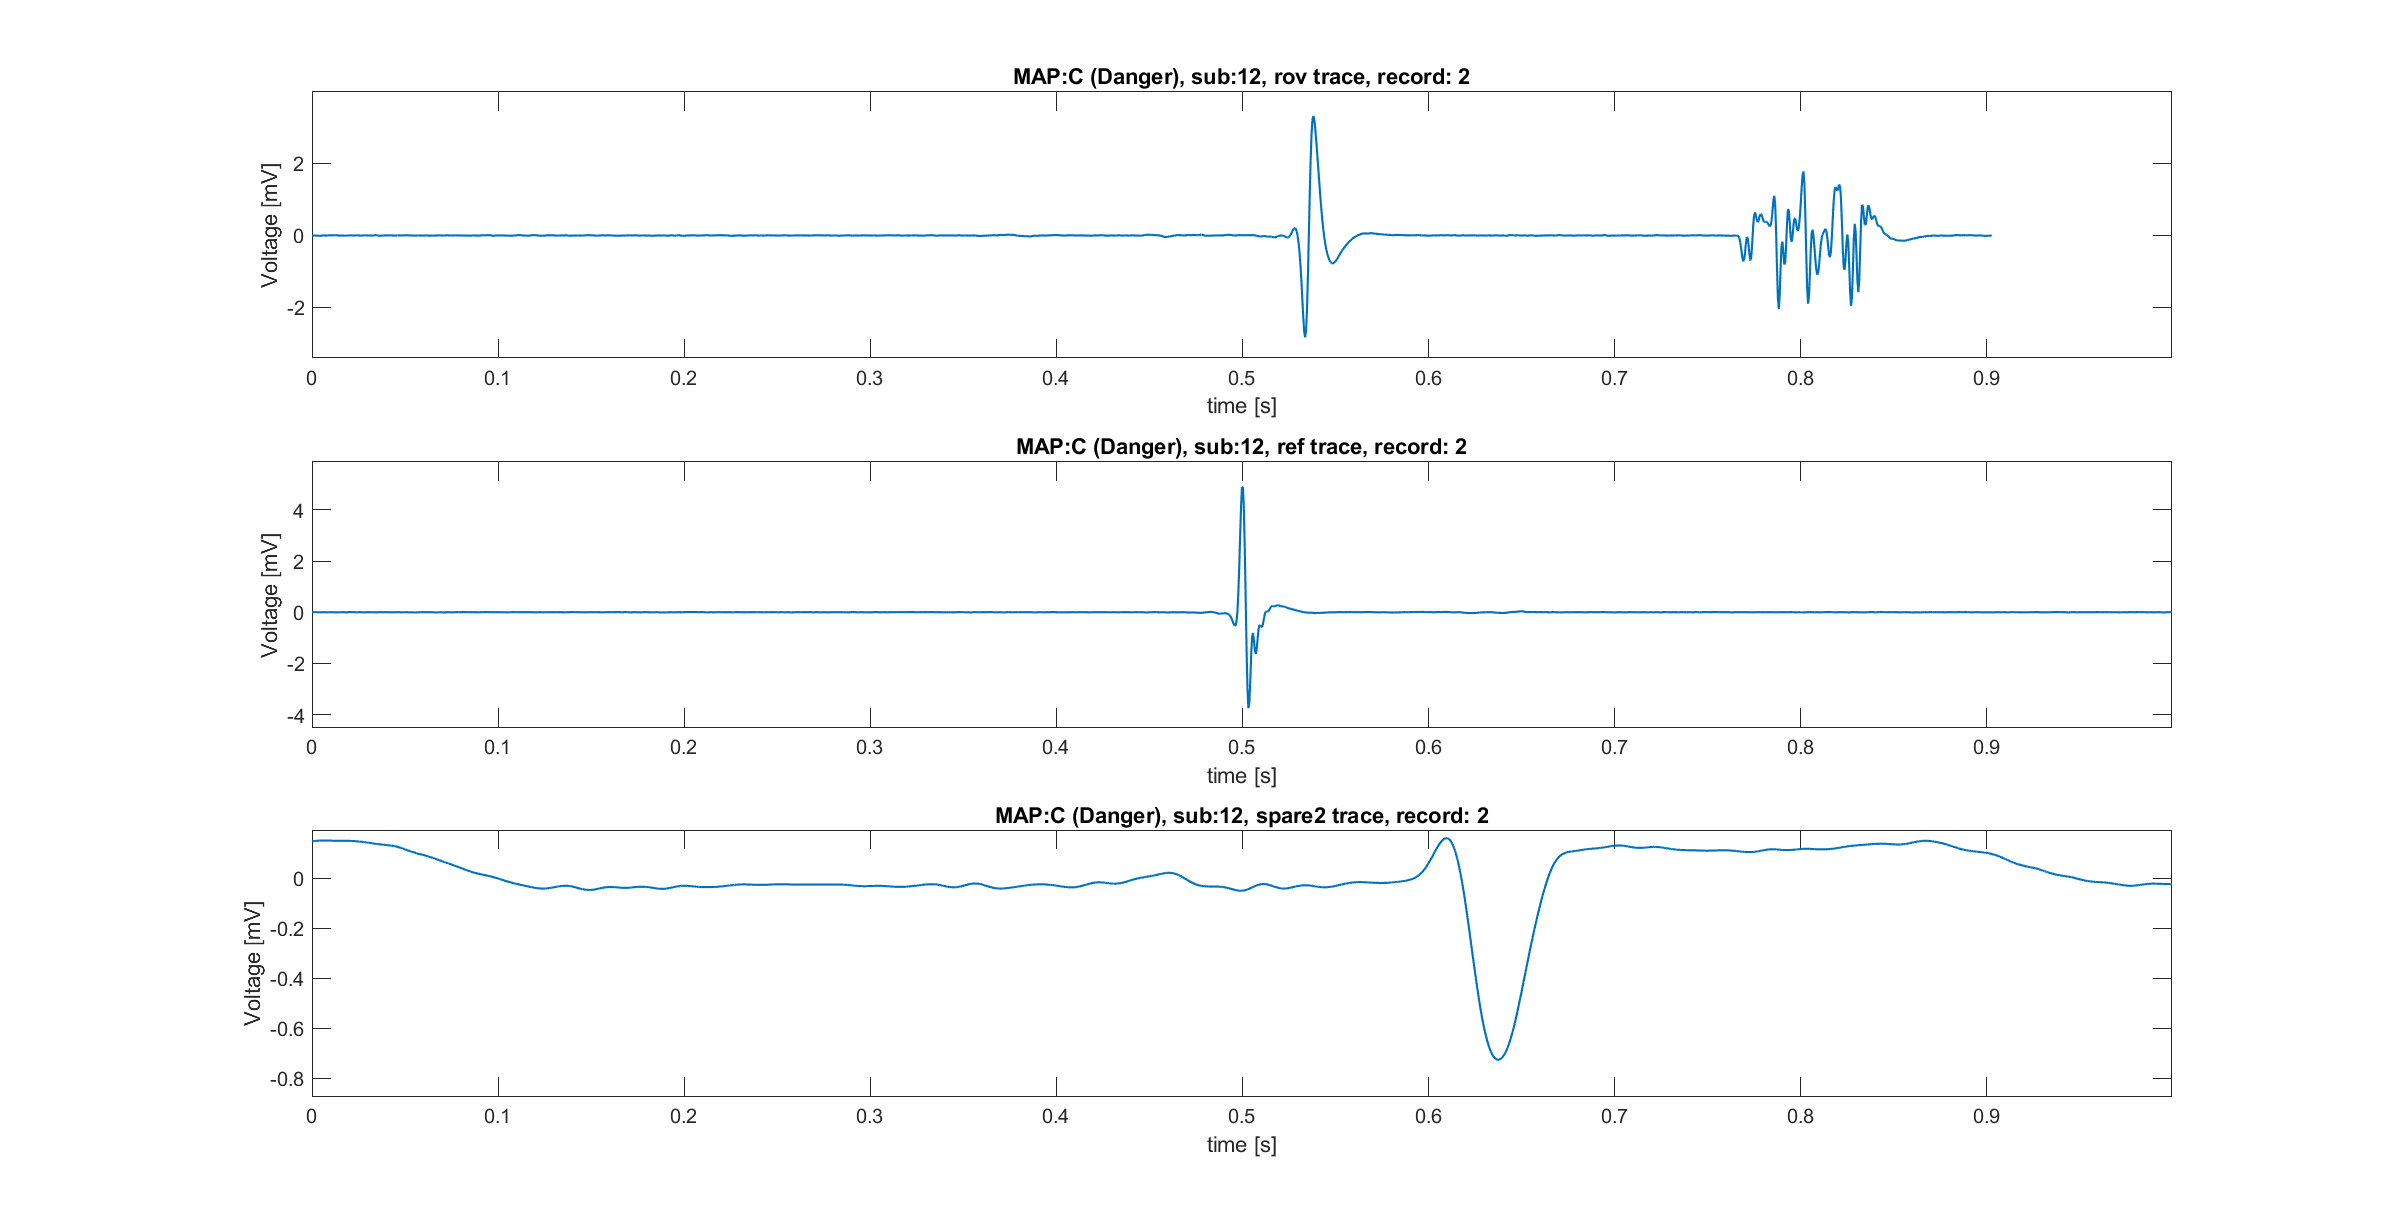 MAP:C (Danger), sub:12, rov trace, record: 2
Voltage [mV]
2
0
-2
0 0.1 0.2 0.3 0.4 0.5 0.6 0.7 0.8 0.9
time [s]
MAP:C (Danger), sub:12, ref trace, record: 2
Voltage [mV]
4
2
0
-2
-4
0 0.1 0.2 0.3 0.4 0.5 0.6 0.7 0.8 0.9
time [s]
MAP:C (Danger), sub:12, spare2 trace, record: 2
Voltage [mV]
0
-0.2
-0.4
-0.6
-0.8
0 0.1 0.2 0.3 0.4 0.5 0.6 0.7 0.8 0.9
time [s]